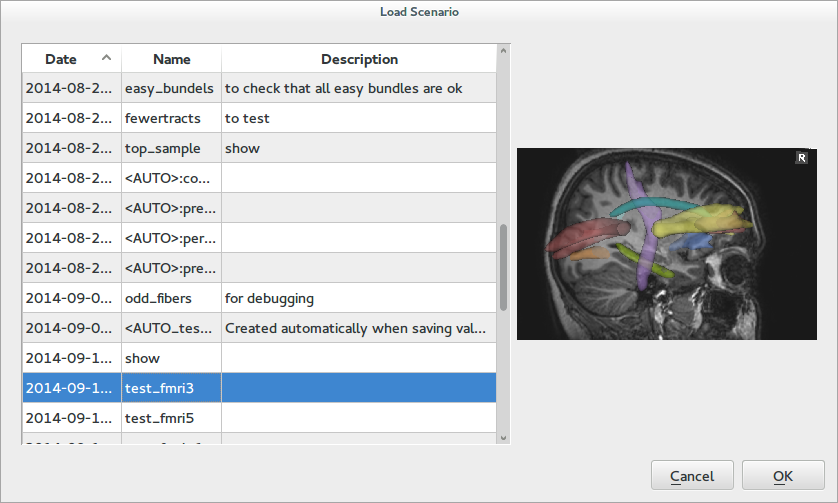 Load Scenario
Date Name Description
2014-08-2... easy_bundels to check that all easy bundles are ok
2014-08-2... fewertracts to test
2014-08-2... top_sample show
2014-08-2... <AUTO>:co...
2014-08-2... <AUTO>:pre...
2014-08-2... <AUTO>:per...
2014-08-2... <AUTO>:pre...
2014-09-0... odd_fibers for debugging
2014-09-0... <AUTO_tes... Created automatically when saving val...
2014-09-1... show
2014-09-1... test_fmri3
2014-09-1... test_fmri5
R
Cancel OK